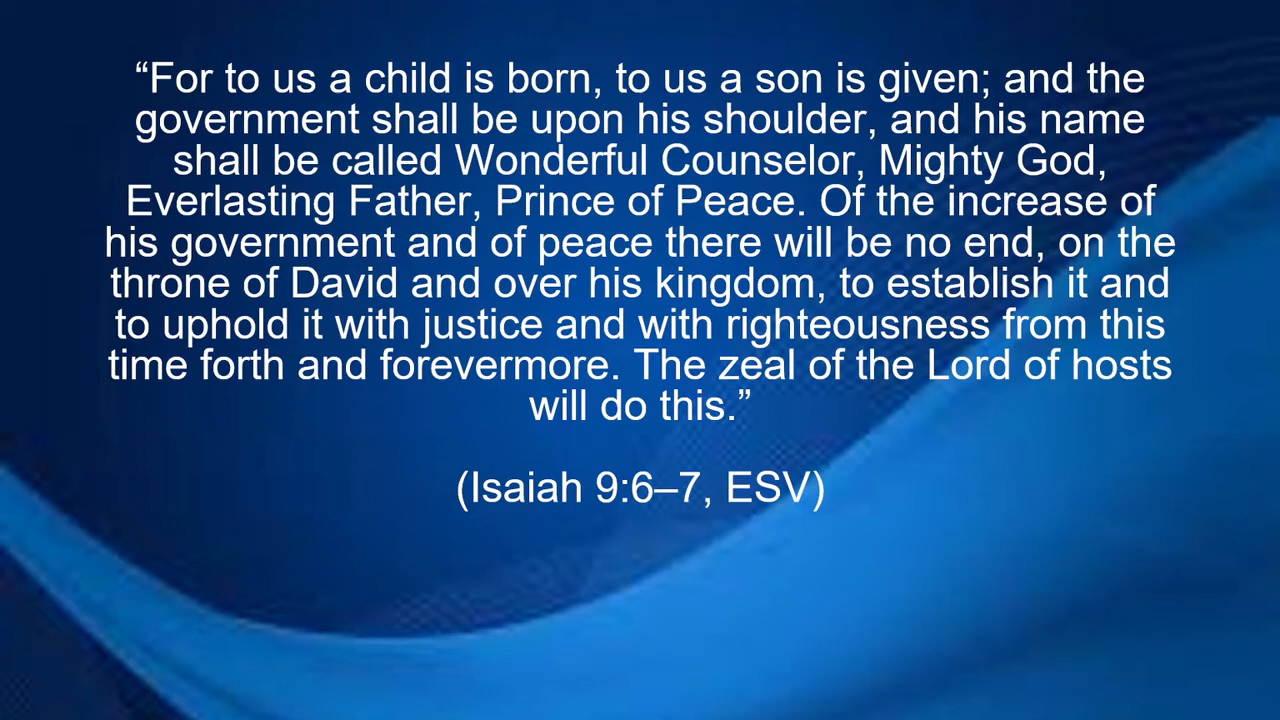 “For to us a child is born, to us a son is given; and the
government shall be upon his shoulder, and his name
shall be called Wonderful Counselor, Mighty God,
Everlasting Father, Prince of Peace. Of the increase of
his government and of peace there will be no end, on the
throne of David and over his kingdom, to establish it and
to uphold it with justice and with righteousness from this
time forth and forevermore. The zeal of the Lord of hosts
will do this.”
(Isaiah 9:6–7, ESV)